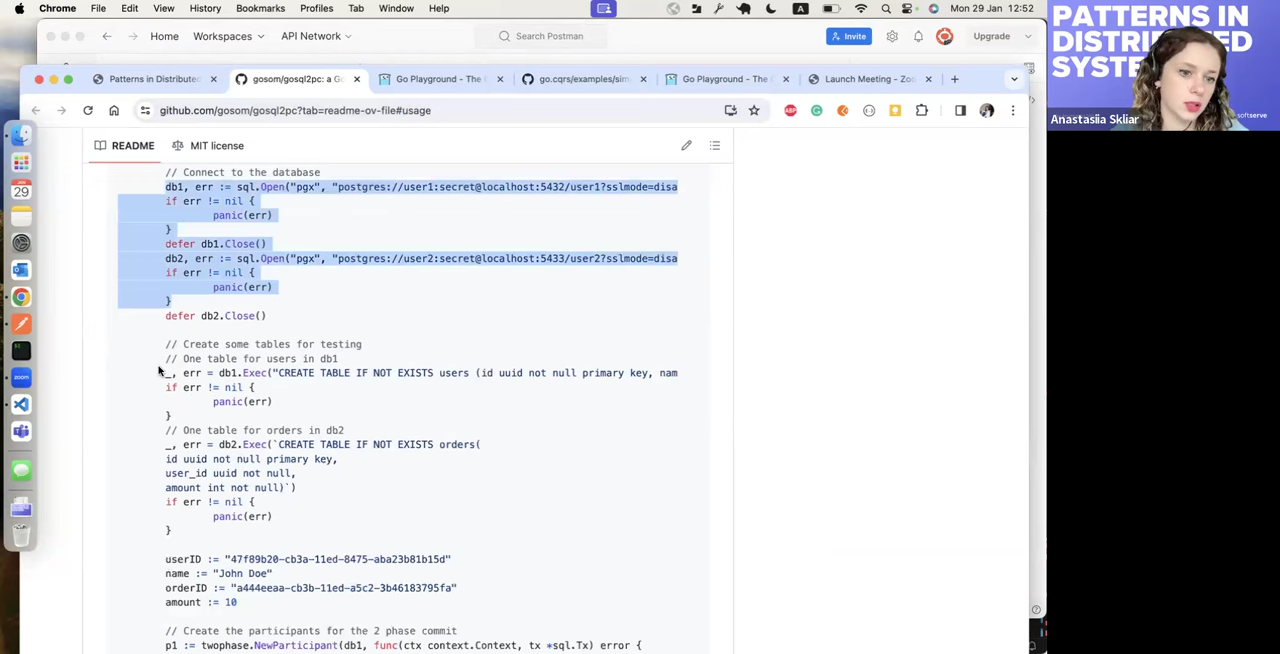 Chrome File Edit View History Bookmarks Profiles Tab Window Help
A
Mon 29 Jan 12:52
Home Workspaces API Network
Search Postman
Invite
Upgrade
Patterns in Distributed
gosom/gosql2pc: a Go
Go Playground - The G
go.cqrs/examples/sim
Go Playground - The G
Launch Meeting - Zoo
github.com/gosom/gosql2pc?tab=readme-ov-file#usage
ABP
README MIT license
29
zoom
// Connect to the database
db1, err := sql.Open("pgx", "postgres://user1:secret@localhost:5432/user1?sslmode=disa
if err != nil {
panic(err)
}
defer db1.Close()
db2, err := sql.Open("pgx", "postgres://user2:secret@localhost:5433/user2?sslmode=disa
if err != nil {
panic(err)
}
defer db2.Close()
// Create some tables for testing
// One table for users in db1
_, err = db1.Exec("CREATE TABLE IF NOT EXISTS users (id uuid not null primary key, nam
if err != nil {
panic(err)
}
// One table for orders in db2
_, err = db2.Exec(`CREATE TABLE IF NOT EXISTS orders(
id uuid not null primary key,
user_id uuid not null,
amount int not null)`)
if err != nil {
panic(err)
}
userID := "47f89b20-cb3a-11ed-8475-aba23b81b15d"
name := "John Doe"
orderID := "a444eeaa-cb3b-11ed-a5c2-3b46183795fa"
amount := 10
// Create the participants for the 2 phase commit
p1 := twophase.NewParticipant(db1, func(ctx context.Context, tx *sql.Tx) error {
PATTERNS IN
DISTRIBUTED
SYSTEM
Anastasiia Skliar
softserve